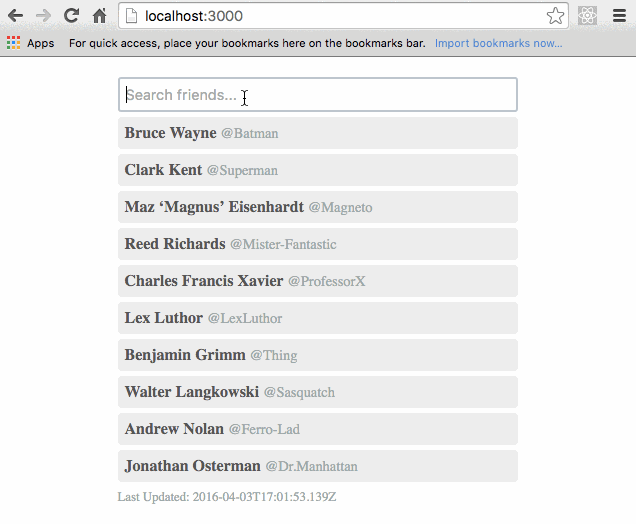 localhost:3000
Apps For quick access, place your bookmarks here on the bookmarks bar. Import bookmarks now...
Search friends...
Bruce Wayne @Batman
Clark Kent @Superman
Maz ‘Magnus’ Eisenhardt @Magneto
Reed Richards @Mister-Fantastic
Charles Francis Xavier @ProfessorX
Lex Luthor @LexLuthor
Benjamin Grimm @Thing
Walter Langkowski @Sasquatch
Andrew Nolan @Ferro-Lad
Jonathan Osterman @Dr.Manhattan
Last Updated: 2016-04-03T17:01:53.139Z